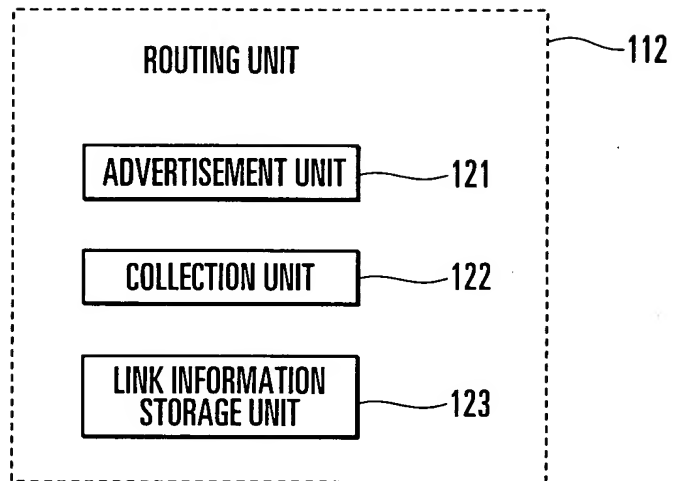 ROUTING UNIT
112
ADVERTISEMENT UNIT
121
COLLECTION UNIT
122
LINK INFORMATION
STORAGE UNIT
123